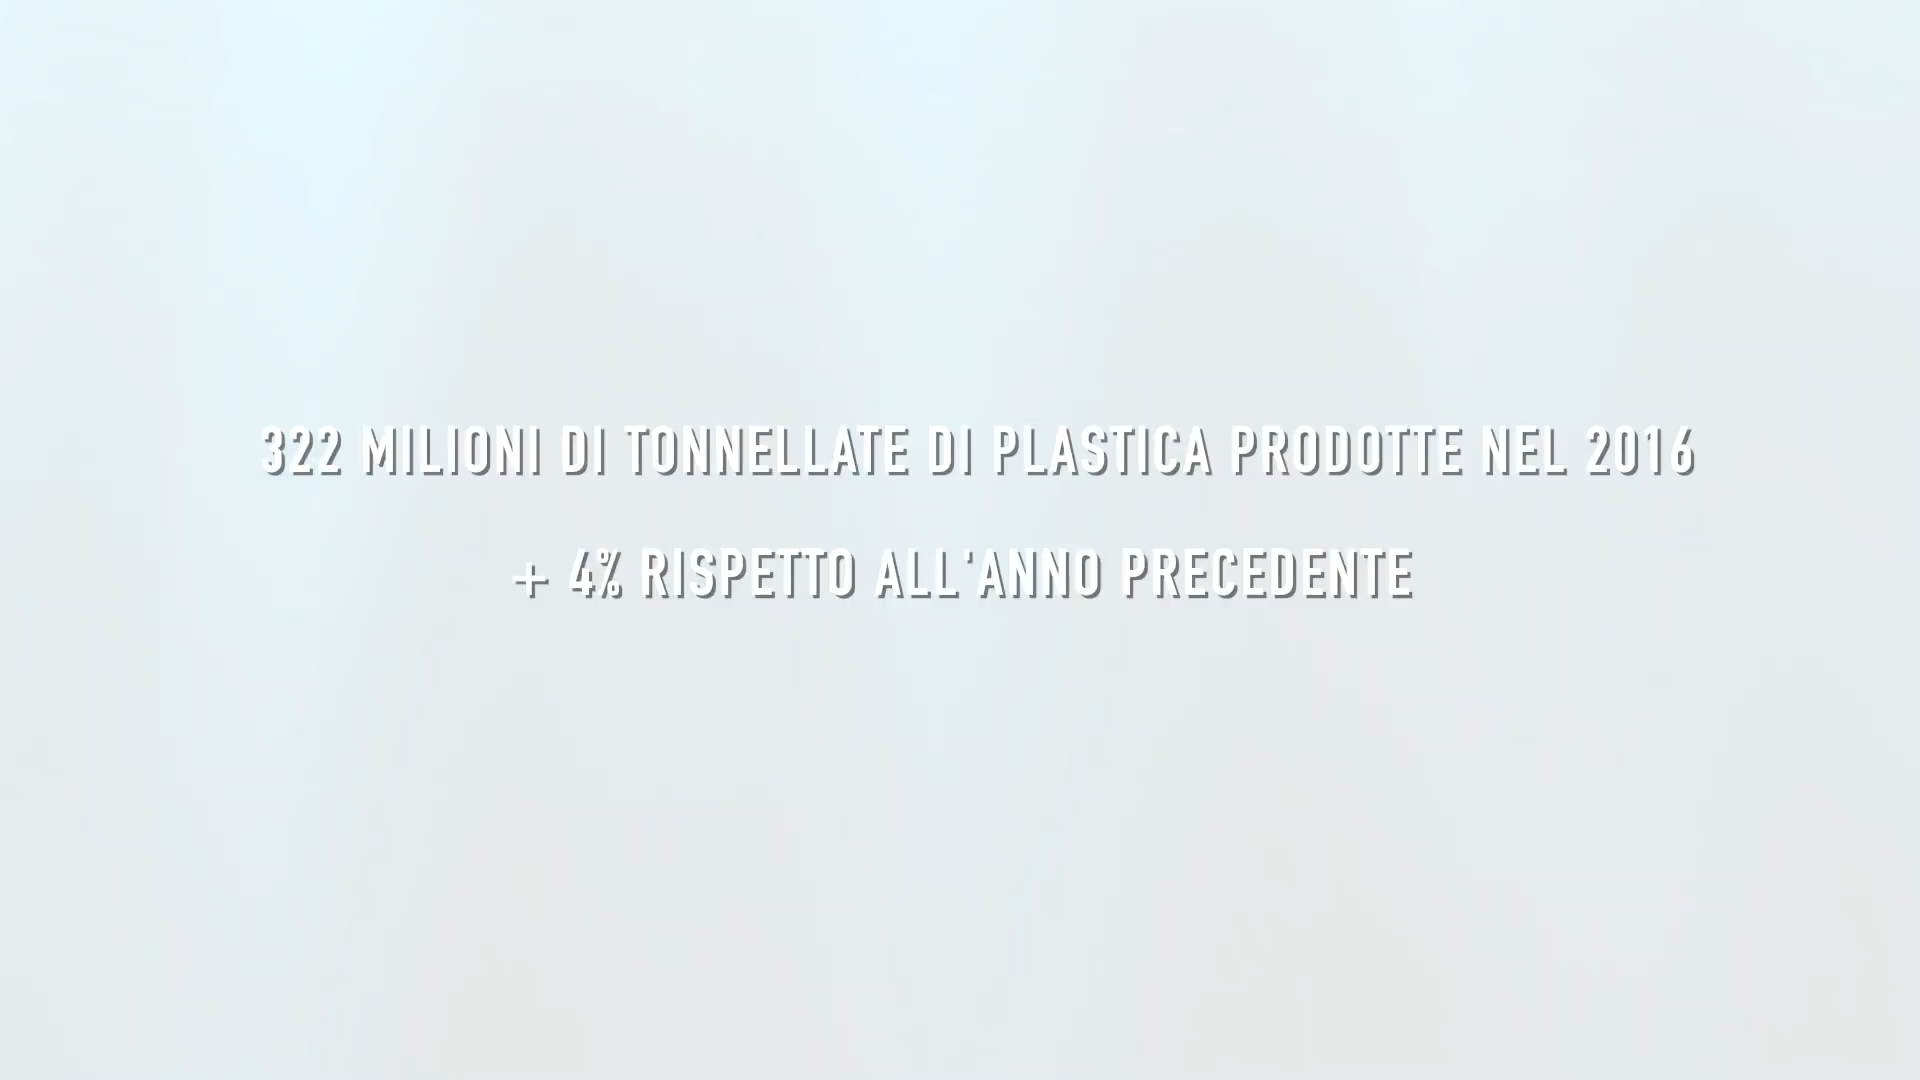 322 MILIONI DI TONNELLATE DI PLASTICA PRODOTTE NEL 2016
+ 4% RISPETTO ALL'ANNO PRECEDENTE